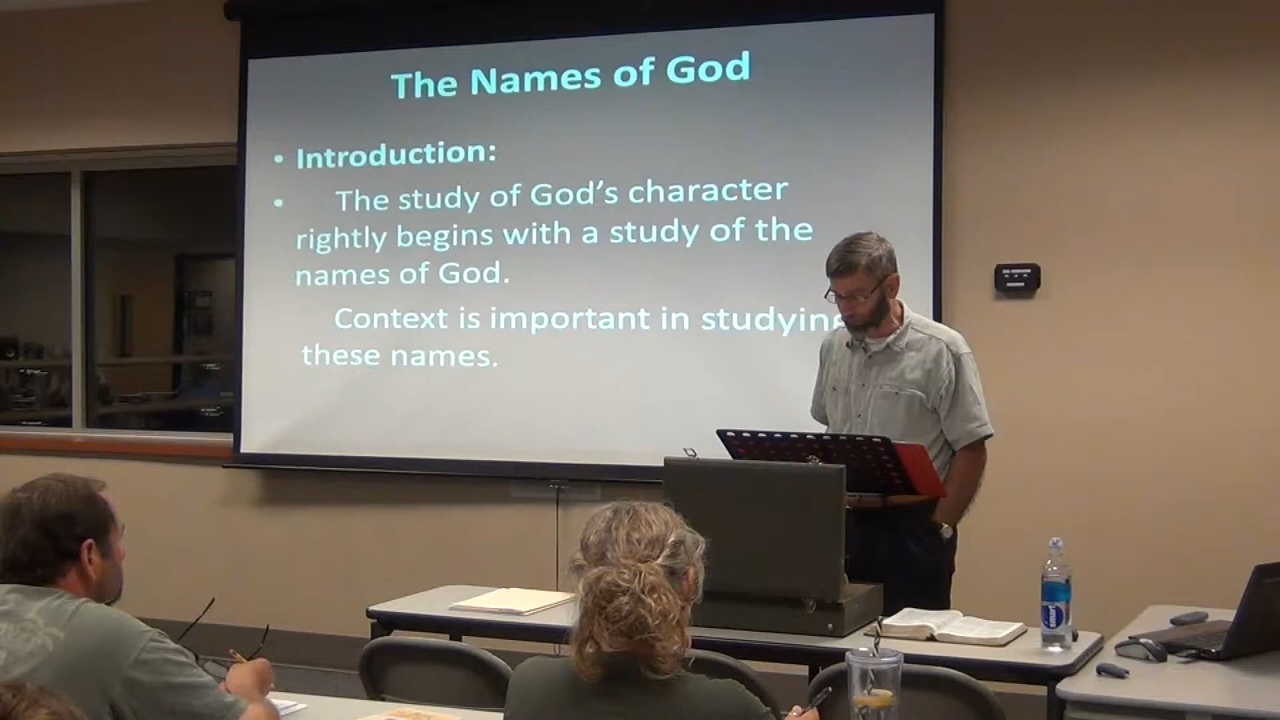 The Names of God
• Introduction:
• The study of God's character
rightly begins with a study of the
names of God.
Context is important in studying
these names.
smart